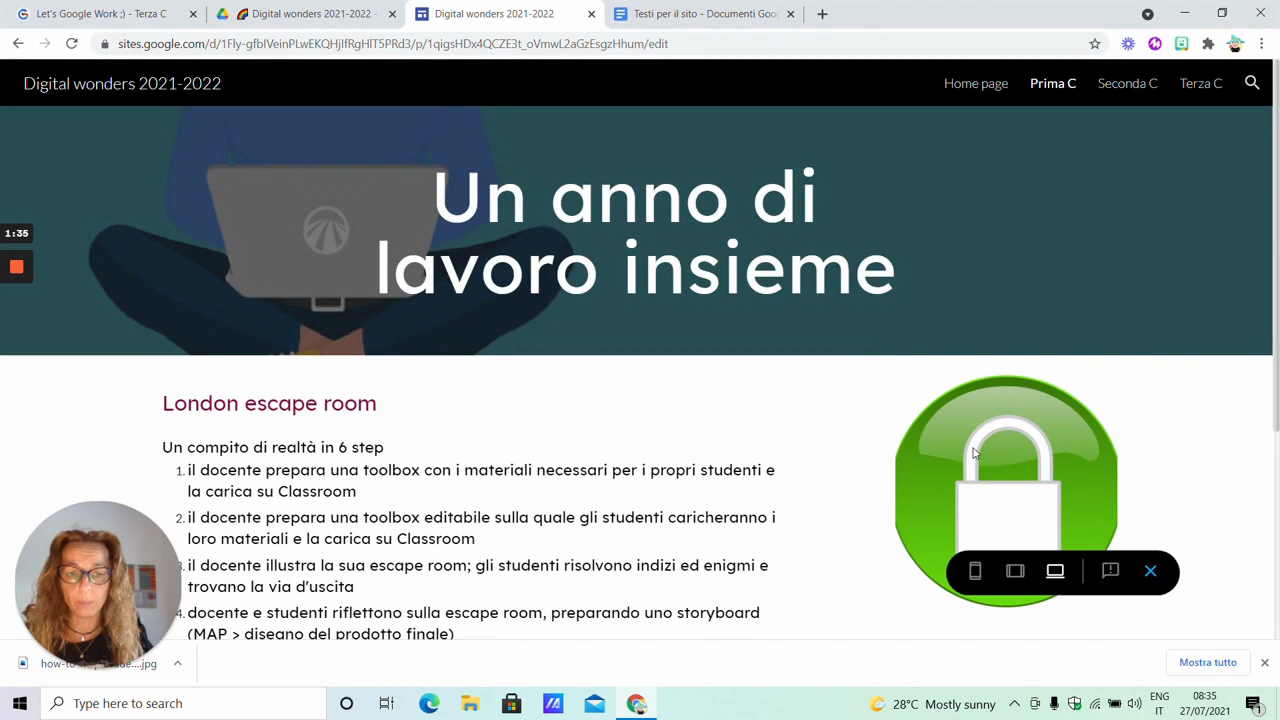 Let's Google Work ;) - Terza C
Digital wonders 2021-2022 -
Digital wonders 2021-2022
Testi per il sito - Documenti Goo
sites.google.com/d/1Fly-gfbIVeinPLwEKQHjIfRgHIT5PRd3/p/1qigsHDxQQCZE3t_oVnwL2aGzEsgzHhum/edit
Digital wonders 2021-2022
Home page
Prima C
Seconda C
Terza C
Un anno di
lavoro insieme
1:35
London escape room
Un compito di realtà in 6 step
1. il docente prepara una toolbox con i materiali necessari per i propri studenti e
la carica su Classroom
2. il docente prepara una toolbox editabile sulla quale gli studenti caricheranno i
loro materiali e la carica su Classroom
il docente illustra la sua escape room; gli studenti risolvono indizi ed enigmi e
trovano la via d'uscita
4. docente e studenti riflettono sulla escape room, preparando uno storyboard
(MAP > disegno del prodotto finale)
Mostra tutto
Type here to search
28°C Mostly sunny
ENG
IT
08:35
27/07/2021
1